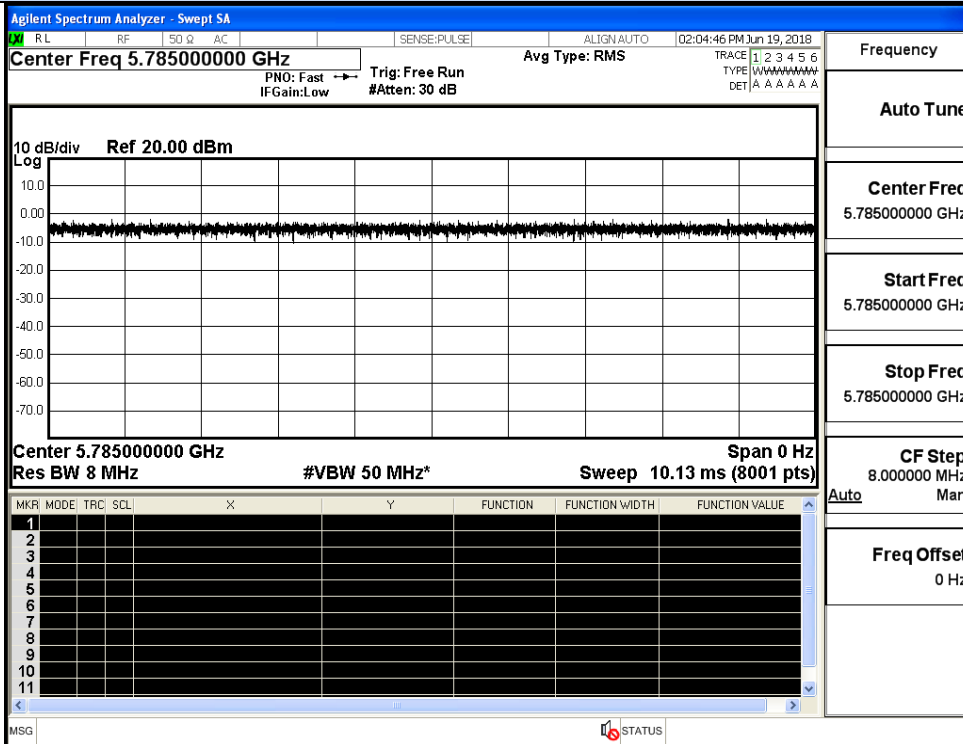 Agilent Spectrum Analyzer - Swept SA
LXI RL RF 50 Ω AC SENSE:PULSE ALIGN AUTO 02:04:46 PM Jun 19, 2018
Center Freq 5.785000000 GHz
Avg Type: RMS
TRACE 1 2 3 4 5 6
PNO: Fast Trig: Free Run
TYPE WWWWWW
IFGain:Low #Atten: 30 dB
DET A A A A A A
10 dB/div Ref 20.00 dBm
Log
10.0
0.00
-10.0
-20.0
-30.0
-40.0
-50.0
-60.0
-70.0
Center 5.785000000 GHz Span 0 Hz
Res BW 8 MHz #VBW 50 MHz* Sweep 10.13 ms (8001 pts)
MKR MODE TRC SCL X Y FUNCTION FUNCTION WIDTH FUNCTION VALUE
1
2
3
4
5
6
7
8
9
10
11
MSG STATUS
Frequency
Auto Tune
Center Freq
5.785000000 GHz
Start Freq
5.785000000 GHz
Stop Freq
5.785000000 GHz
CF Step
8.000000 MHz
Auto Man
Freq Offset
0 Hz